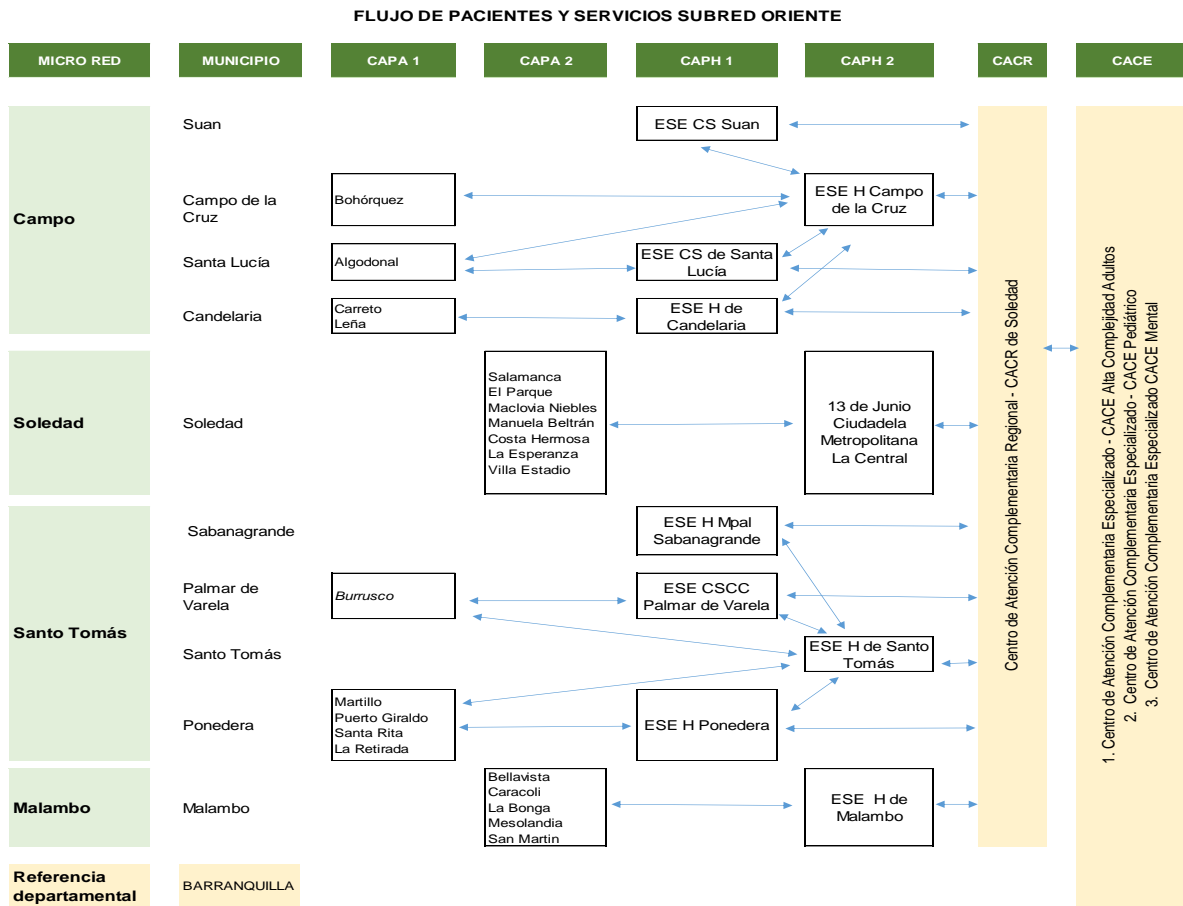 FLUJO DE PACIENTES Y SERVICIOS SUBRED ORIENTE
MICRO RED
MUNICIPIO
CAPA 1
CAPA 2
CAPH 1
CAPH 2
CACR
CACE
Campo
Suan
ESE CS Suan
Campo de la
Cruz
Bohórquez
ESE H Campo
de la Cruz
Santa Lucía
Algodonal
ESE CS de Santa
Lucía
Candelaria
Carreto
Leña
ESE H de
Candelaria
Soledad
Soledad
Salamanca
El Parque
Maclovia Niebles
Manuela Beltrán
Costa Hermosa
La Esperanza
Villa Estadio
13 de Junio
Ciudadela
Metropolitana
La Central
Santo Tomás
Sabanagrande
ESE H Mpal
Sabanagrande
Palmar de
Varela
Burrusco
ESE CSCC
Palmar de Varela
Santo Tomás
ESE H de Santo
Tomás
Ponedera
Martillo
Puerto Giraldo
Santa Rita
La Retirada
ESE H Ponedera
Malambo
Malambo
Bellavista
Caracolí
La Bonga
Mesolandia
San Martin
ESE H de
Malambo
Referencia
departamental
BARRANQUILLA
Centro de Atención Complementaria Regional - CACR de Soledad
1. Centro de Atención Complementaria Especializado - CACE Alta Complejidad Adultos
2. Centro de Atención Complementaria Especializado - CACE Pediátrico
3. Centro de Atención Complementaria Especializado CACE Mental